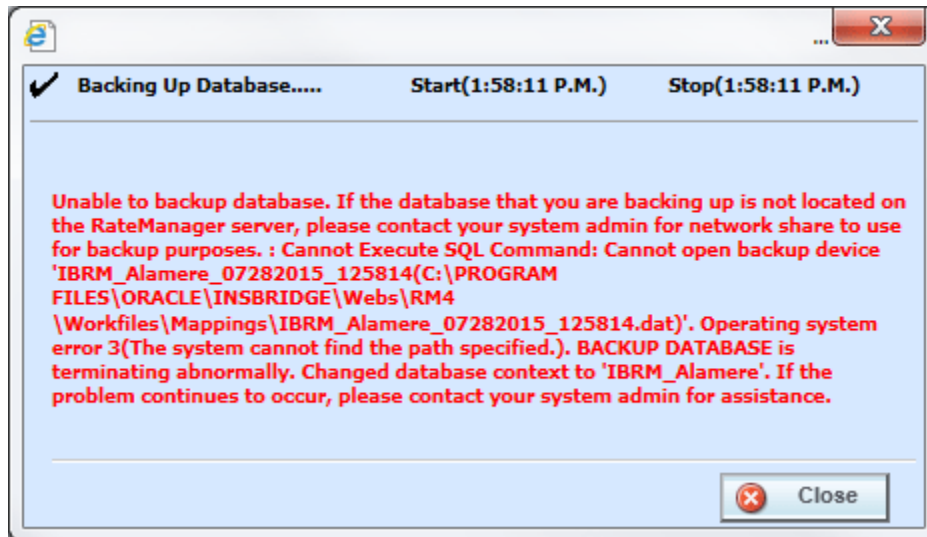 ...
Backing Up Database..... Start(1:58:11 P.M.) Stop(1:58:11 P.M.)
Unable to backup database. If the database that you are backing up is not located on
the RateManager server, please contact your system admin for network share to use
for backup purposes. : Cannot Execute SQL Command: Cannot open backup device
'IBRM_Alamere_07282015_125814(C:\PROGRAM
FILES\ORACLE\INSBRIDGE\Webs\RM4
\Workfiles\Mappings\IBRM_Alamere_07282015_125814.dat)'. Operating system
error 3(The system cannot find the path specified.). BACKUP DATABASE is
terminating abnormally. Changed database context to 'IBRM_Alamere'. If the
problem continues to occur, please contact your system admin for assistance.
Close